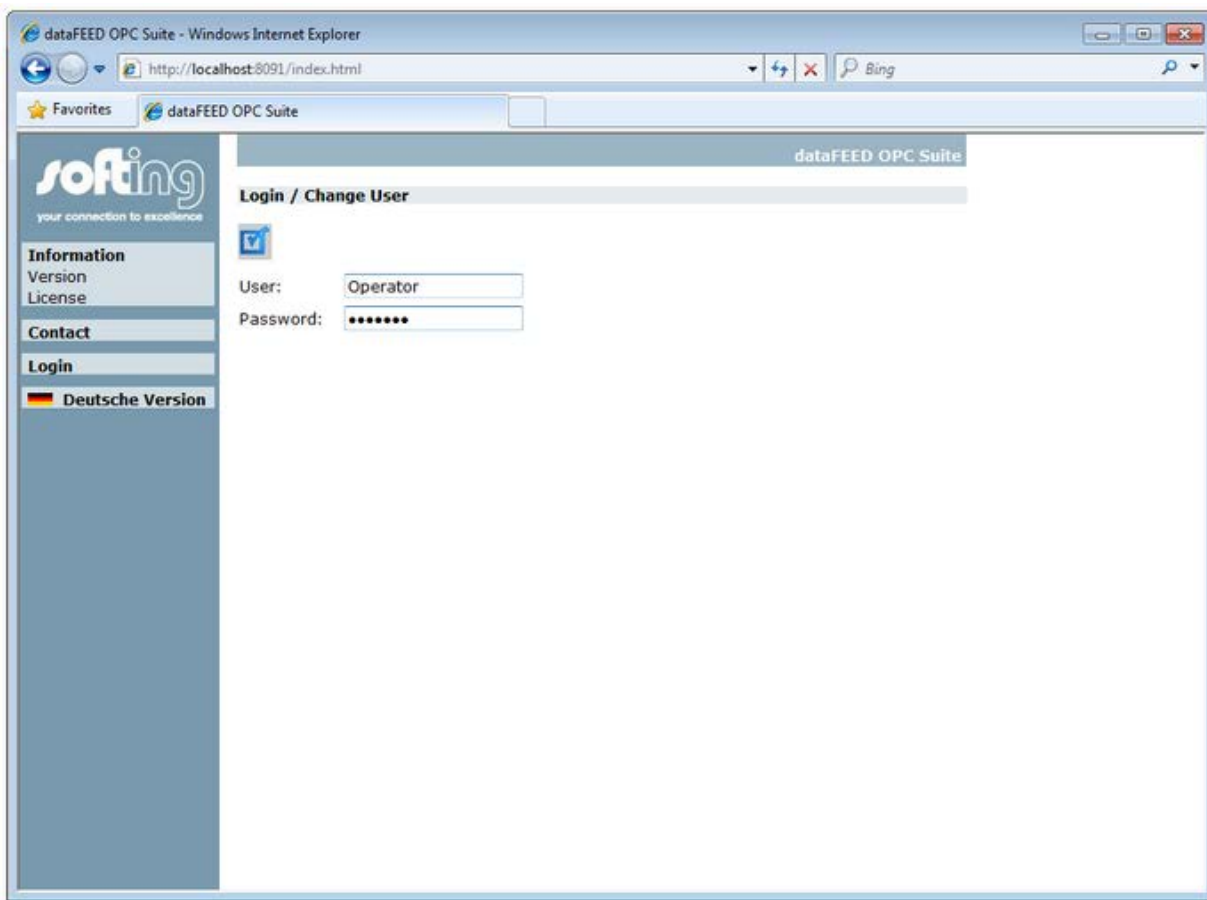 dataFEED OPC Suite - Windows Internet Explorer
http://localhost:8091/index.html
Bing
Favorites
dataFEED OPC Suite
softing
your connection to excellence
Information
Version
License
Contact
Login
Deutsche Version
dataFEED OPC Suite
Login / Change User
User: Operator
Password: •••••••